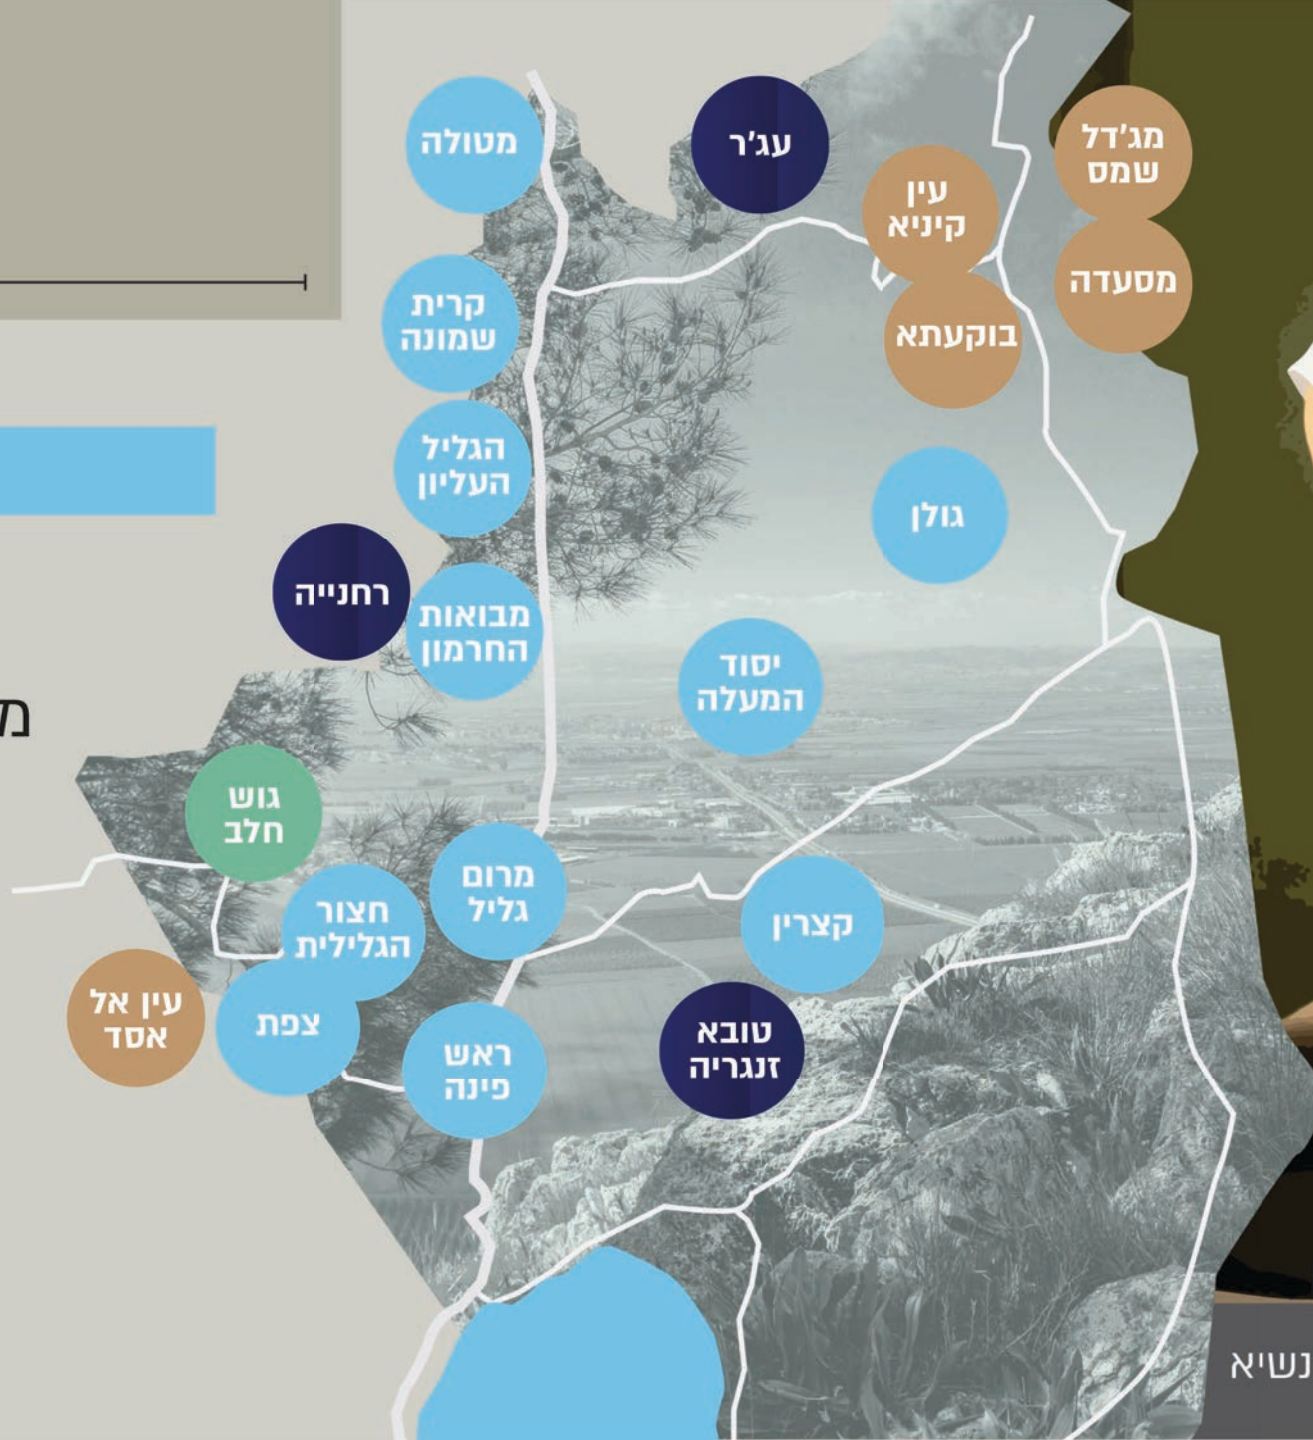 מטולה
עג'ר
מג'דל
שמס
עין
קיניא
מסעדה
קרית
שמונה
בוקעתא
הגליל
העליון
גולן
רחנייה
מבואות
החרמון
יסוד
המעלה
גוש
חלב
מרום
גליל
חצור
הגלילית
קצרין
עין אל
אסד
צפת
ראש
פינה
טובא
זנגריה
נשיא